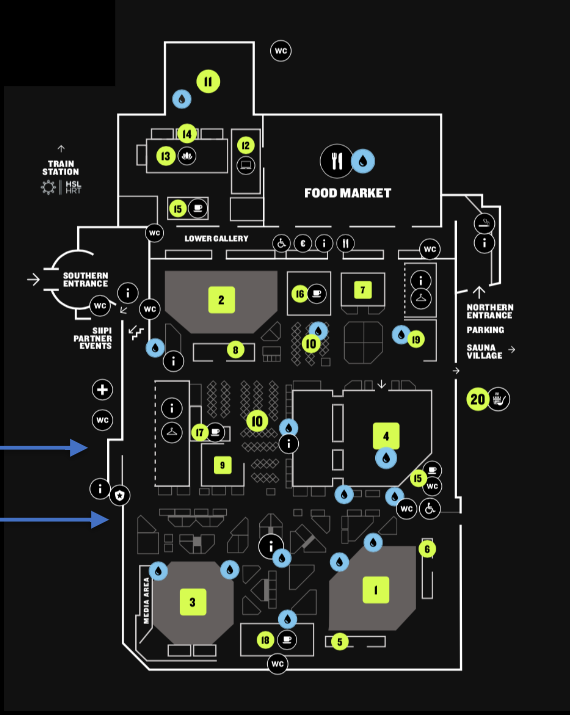 WC
11
14
13
12
TRAIN
STATION
HSL
HRT
FOOD MARKET
15
WC
LOWER GALLERY
€
i
WC
i
SOUTHERN
ENTRANCE
i
WC
WC
2
16
7
i
NORTHERN
ENTRANCE
PARKING
SAUNA
VILLAGE
SIIPI
PARTNER
EVENTS
10
19
8
i
20
WC
i
17
10
i
9
4
15
WC
i
WC
i
6
MEDIA AREA
3
1
18
5
WC